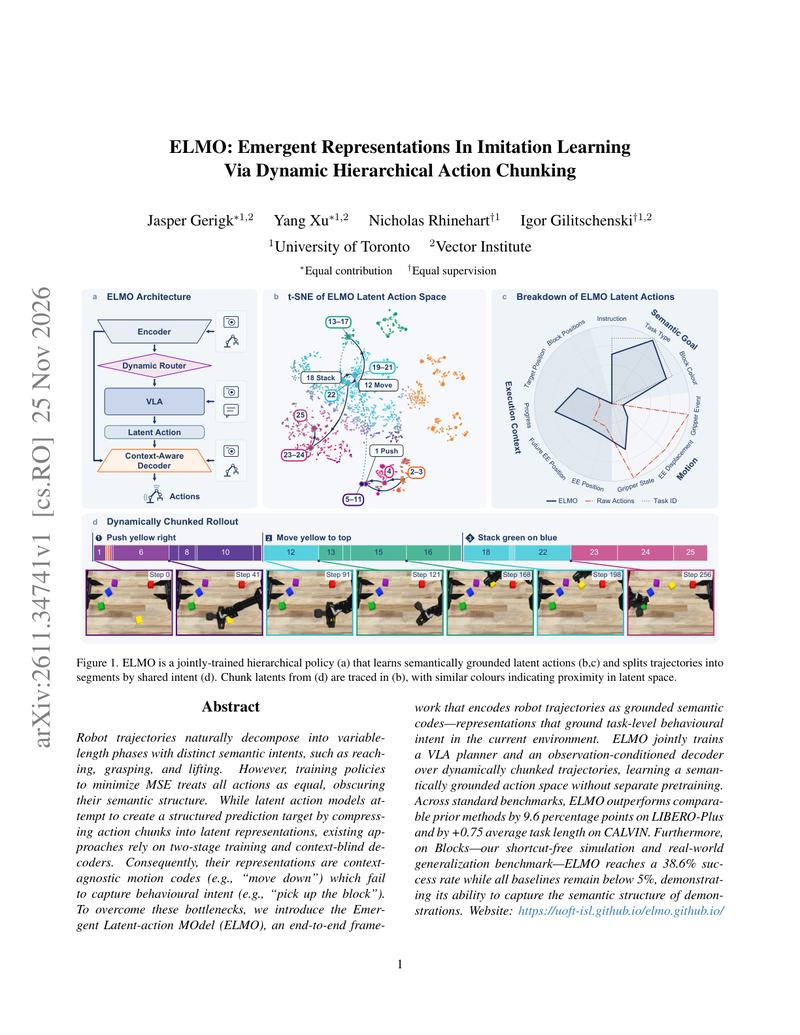 ELMO: Emergent Representations In Imitation Learning
Via Dynamic Hierarchical Action Chunking
Jasper Gerigk*1,2 Yang Xu*1,2 Nicholas Rhinehart†1 Igor Gilitschenski†1,2
1University of Toronto 2Vector Institute
*Equal contribution †Equal supervision
arXiv:2611.34741v1 [cs.RO] 25 Nov 2026
a ELMO Architecture
Encoder
Dynamic Router
VLA
Latent Action
Context-Aware
Decoder
Actions
b t-SNE of ELMO Latent Action Space
13–17
19–21
18 Stack
12 Move
22
25
23–24
1 Push
4
2–3
5–11
c Breakdown of ELMO Latent Actions
Instruction
Semantic Goal
Task Type
Block Colour
Gripper Event
EE Displacement
Motion
Gripper State
EE Position
Future EE Position
Progress
Execution Context
Target Position
Block Positions
ELMO Raw Actions Task ID
d Dynamically Chunked Rollout
1 Push yellow right 2 Move yellow to top 3 Stack green on blue
1 6 8 10 12 13 15 16 18 22 23 24 25
Step 0 Step 41 Step 91 Step 121 Step 168 Step 198 Step 256
Figure 1. ELMO is a jointly-trained hierarchical policy (a) that learns semantically grounded latent actions (b,c) and splits trajectories into
segments by shared intent (d). Chunk latents from (d) are traced in (b), with similar colours indicating proximity in latent space.
Abstract
Robot trajectories naturally decompose into variable-
length phases with distinct semantic intents, such as reach-
ing, grasping, and lifting. However, training policies
to minimize MSE treats all actions as equal, obscuring
their semantic structure. While latent action models at-
tempt to create a structured prediction target by compress-
ing action chunks into latent representations, existing ap-
proaches rely on two-stage training and context-blind de-
coders. Consequently, their representations are context-
agnostic motion codes (e.g., “move down”) which fail
to capture behavioural intent (e.g., “pick up the block”).
To overcome these bottlenecks, we introduce the Emer-
gent Latent-action MOdel (ELMO), an end-to-end frame-
work that encodes robot trajectories as grounded semantic
codes—representations that ground task-level behavioural
intent in the current environment. ELMO jointly trains
a VLA planner and an observation-conditioned decoder
over dynamically chunked trajectories, learning a seman-
tically grounded action space without separate pretraining.
Across standard benchmarks, ELMO outperforms compara-
ble prior methods by 9.6 percentage points on LIBERO-Plus
and by +0.75 average task length on CALVIN. Furthermore,
on Blocks—our shortcut-free simulation and real-world
generalization benchmark—ELMO reaches a 38.6% suc-
cess rate while all baselines remain below 5%, demonstrat-
ing its ability to capture the semantic structure of demon-
strations. Website: https://uoft-isl.github.io/elmo.github.io/
1